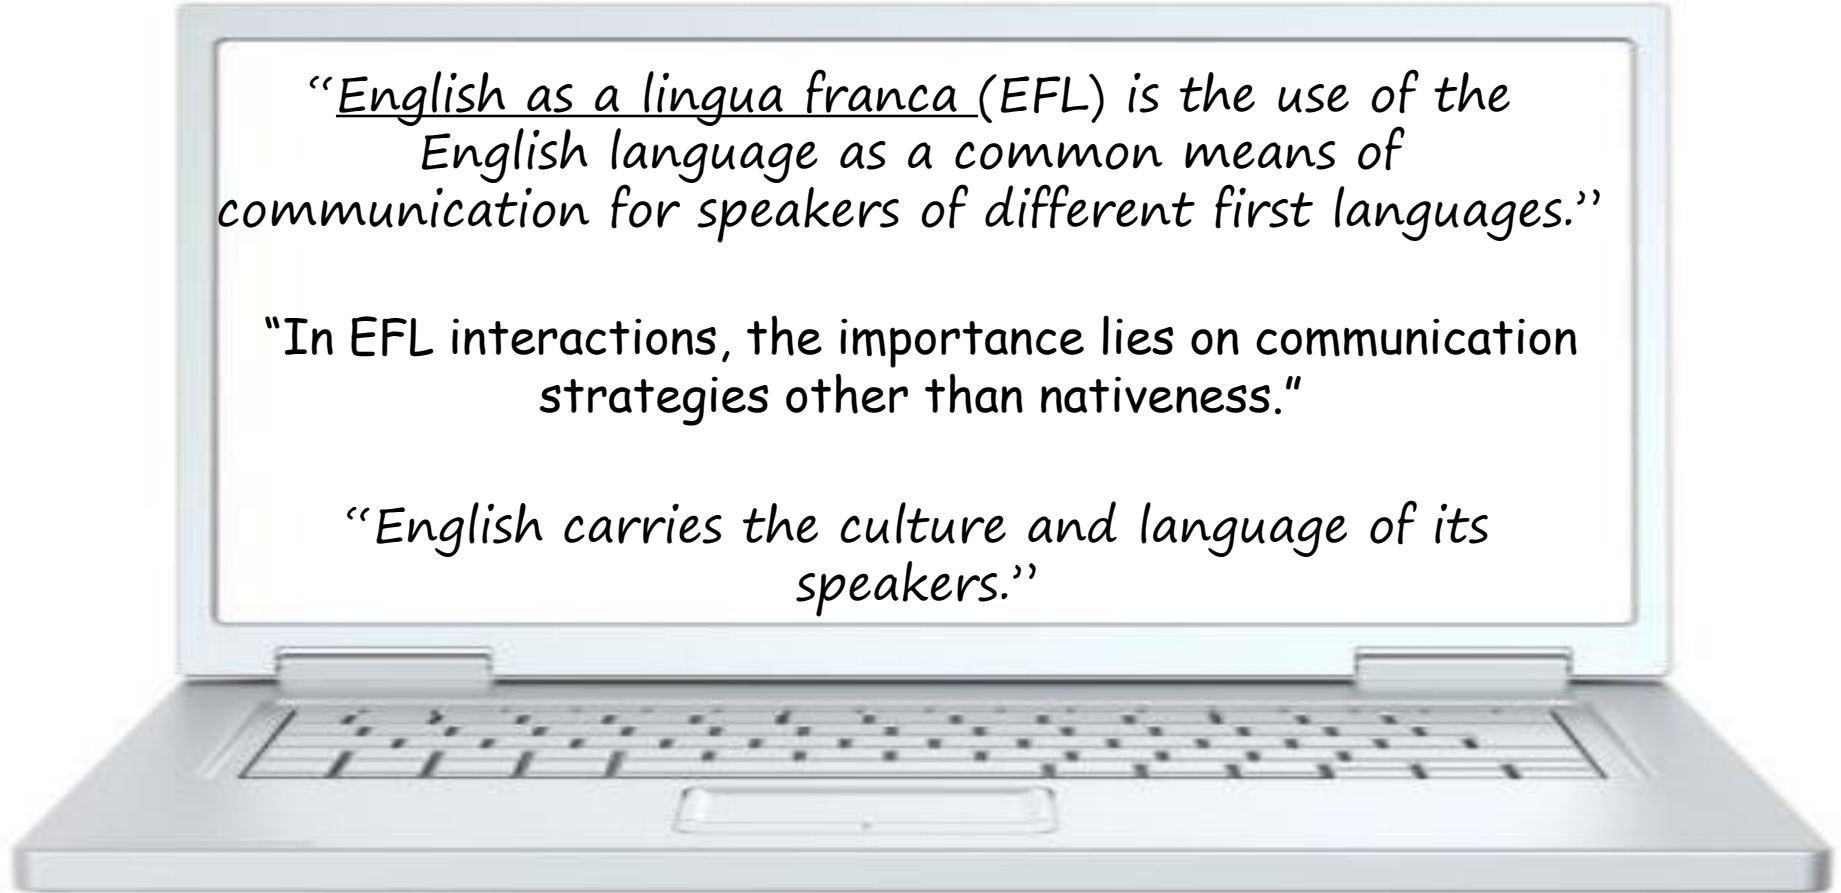 “English as a lingua franca (EFL) is the use of the
English language as a common means of
communication for speakers of different first languages.’’
"In EFL interactions, the importance lies on communication
strategies other than nativeness.”
“English carries the culture and language of its
speakers.’’